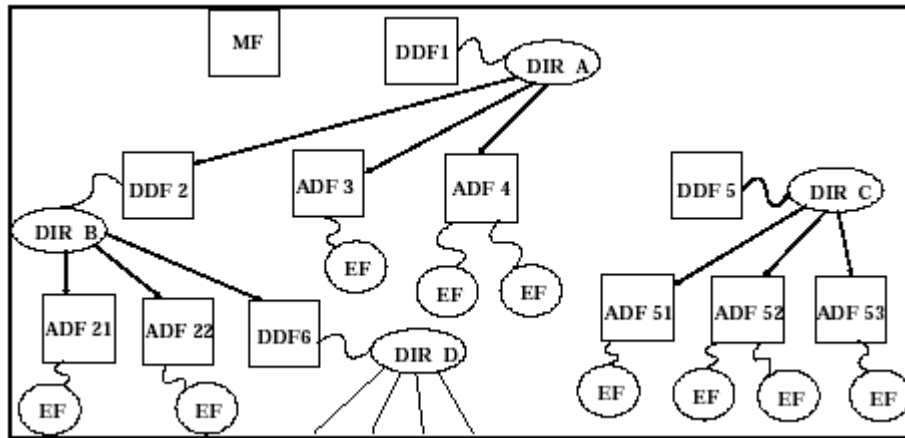 MF
DDF1
DIR A
DDF 2
ADF 3
ADF 4
DDF 5
DIR C
DIR B
EF
EF
EF
ADF 21
ADF 22
DDF6
DIR D
ADF 51
ADF 52
ADF 53
EF
EF
EF
EF
EF
EF